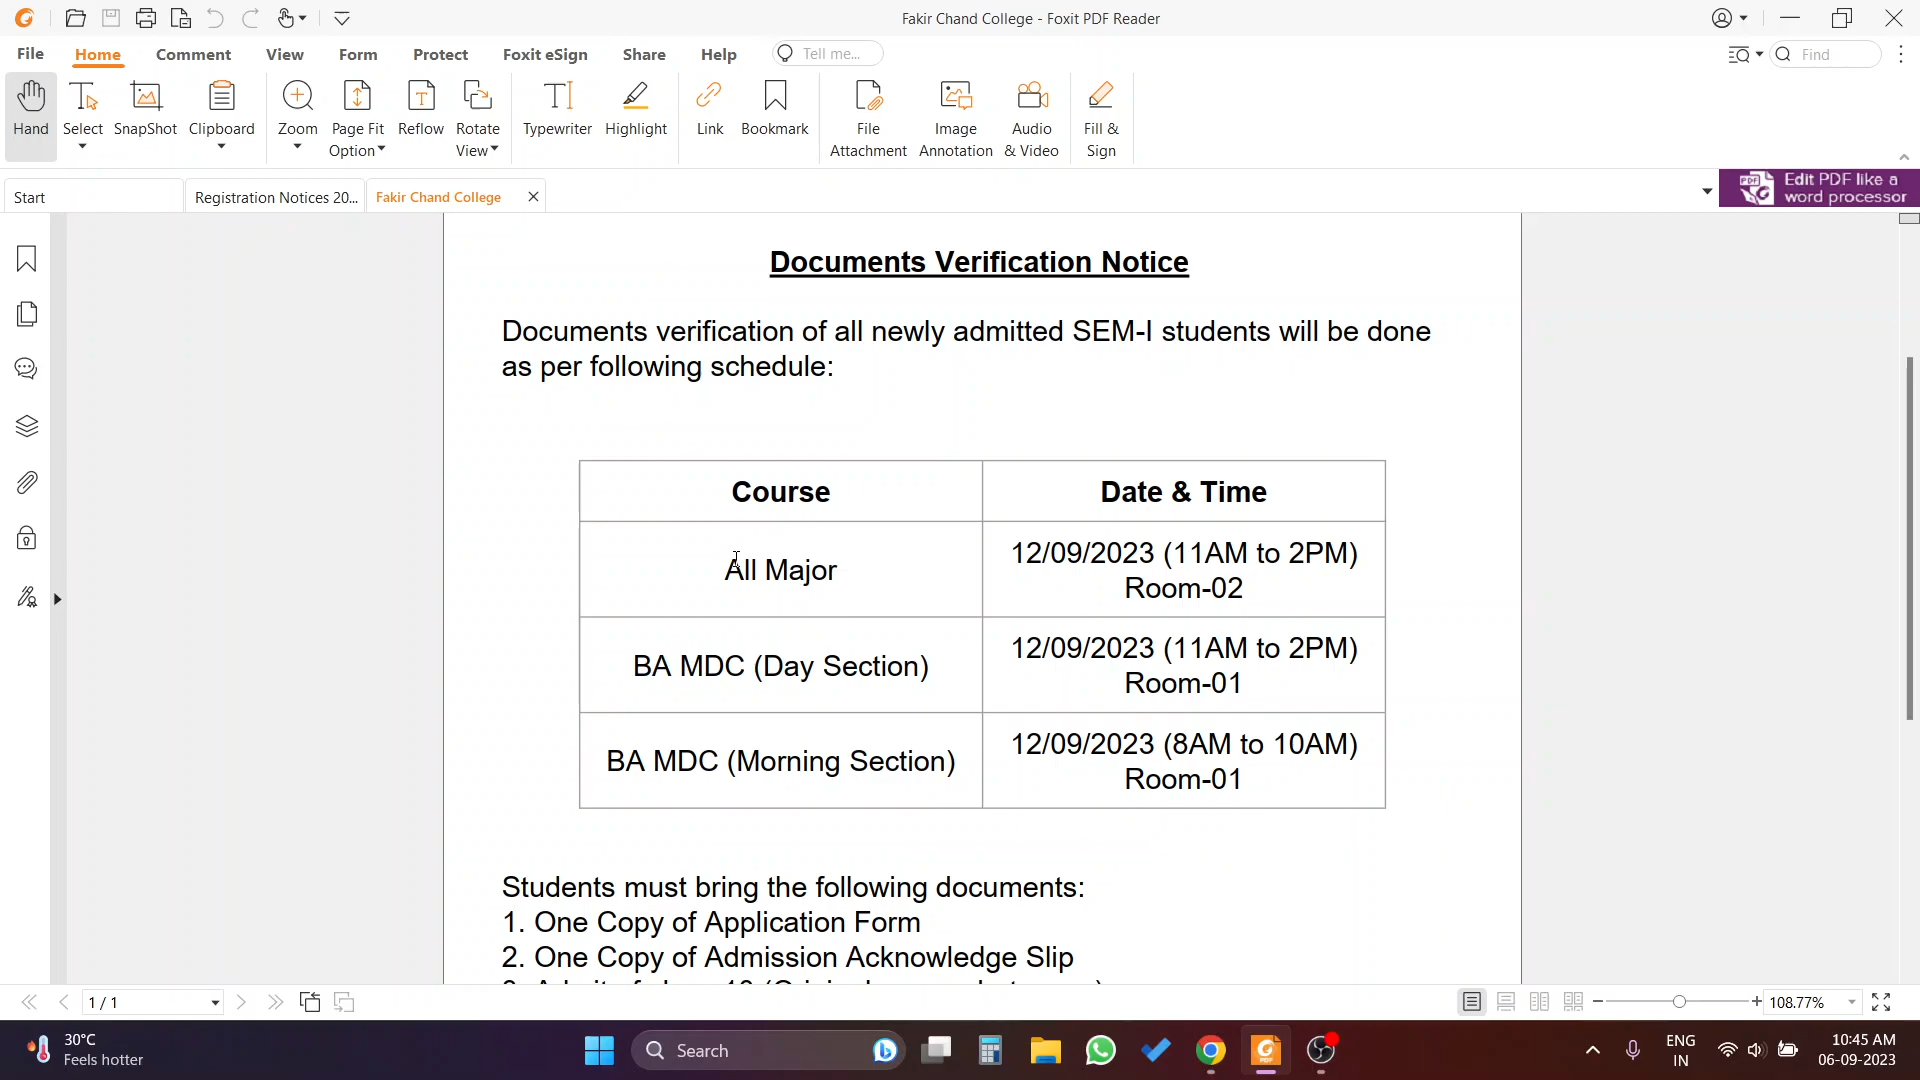 Fakir Chand College - Foxit PDF Reader
File Home Comment View Form Protect Foxit eSign Share Help Tell me... Find
Hand Select SnapShot Clipboard Zoom Page Fit Option Reflow Rotate View Typewriter Highlight Link Bookmark File Attachment Image Annotation Audio & Video Fill & Sign
Start Registration Notices 20... Fakir Chand College
Edit PDF like a
word processor
Documents Verification Notice
Documents verification of all newly admitted SEM-I students will be done
as per following schedule:
Course Date & Time
All Major 12/09/2023 (11AM to 2PM)
Room-02
BA MDC (Day Section) 12/09/2023 (11AM to 2PM)
Room-01
BA MDC (Morning Section) 12/09/2023 (8AM to 10AM)
Room-01
Students must bring the following documents:
1. One Copy of Application Form
2. One Copy of Admission Acknowledge Slip
1 / 1 108.77%
30°C
Feels hotter
Search
ENG
IN
10:45 AM
06-09-2023